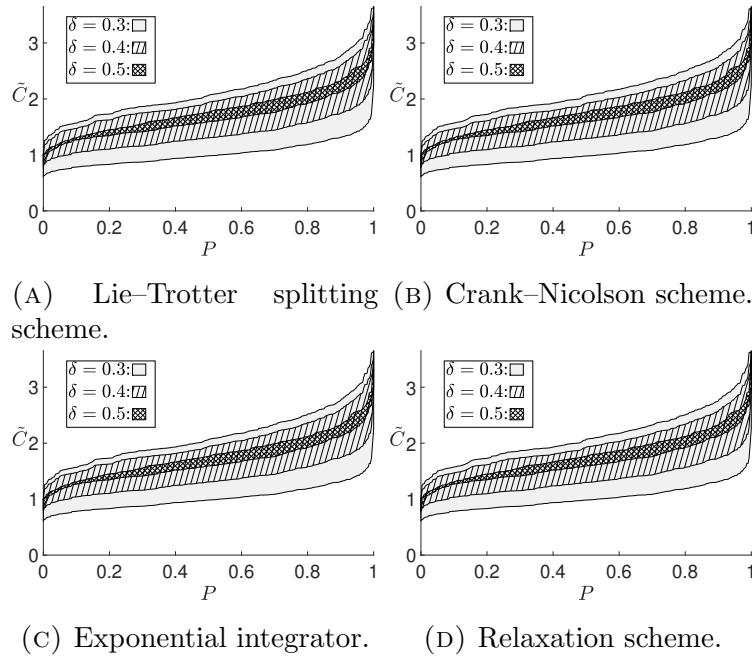 δ = 0.3:
δ = 0.4:
δ = 0.5:
3
C̃ 2
1
0
0 0.2 0.4 0.6 0.8 1
P
(A) Lie–Trotter splitting scheme.
δ = 0.3:
δ = 0.4:
δ = 0.5:
3
C̃ 2
1
0
0 0.2 0.4 0.6 0.8 1
P
(B) Crank–Nicolson scheme.
δ = 0.3:
δ = 0.4:
δ = 0.5:
3
C̃ 2
1
0
0 0.2 0.4 0.6 0.8 1
P
(C) Exponential integrator.
δ = 0.3:
δ = 0.4:
δ = 0.5:
3
C̃ 2
1
0
0 0.2 0.4 0.6 0.8 1
P
(D) Relaxation scheme.